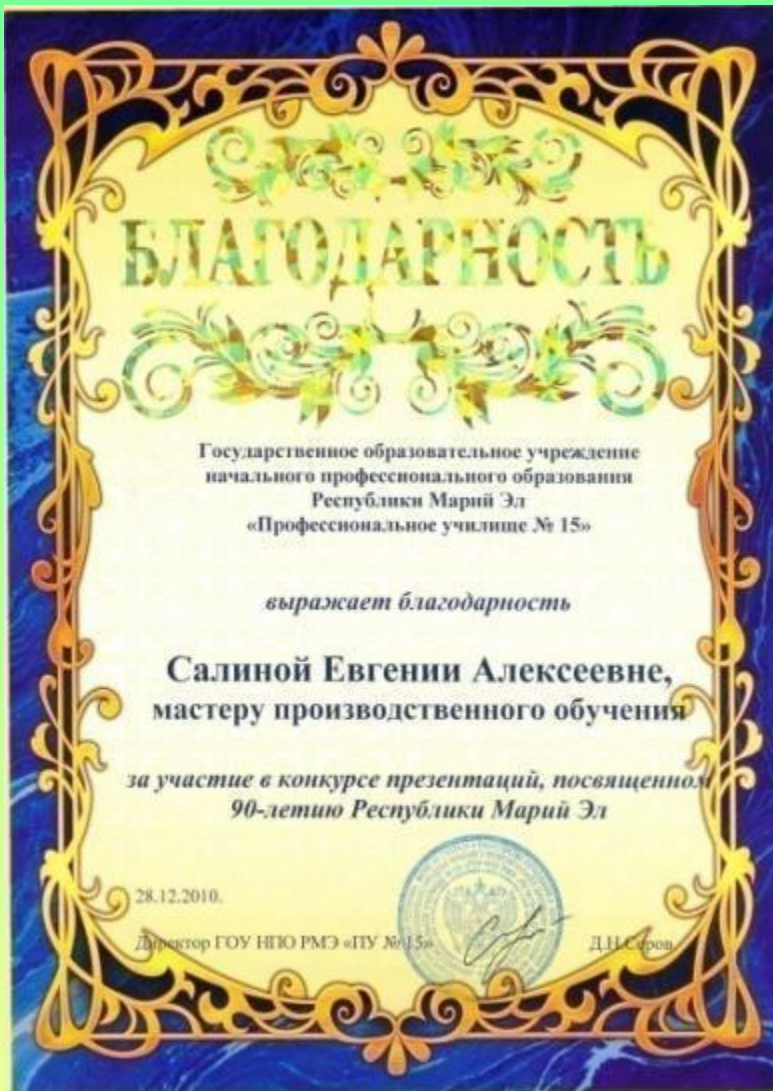 БЛАГОДАРНОСТЬ
Государственное образовательное учреждение
начального профессионального образования
Республики Марий Эл
«Профессиональное училище № 15»
выражает благодарность
Салиной Евгении Алексеевне,
мастеру производственного обучения
за участие в конкурсе презентаций, посвященном
90-летию Республики Марий Эл
28.12.2010.
Директор ГОУ НПО РМЭ «ПУ № 15» Д.Н.Серов